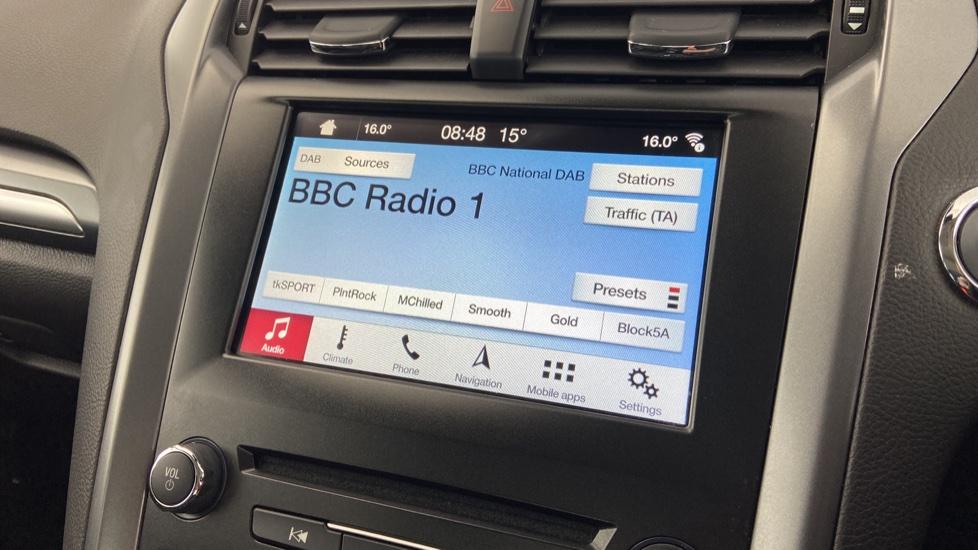 16.0° 08:48 15° 16.0°
DAB Sources BBC National DAB Stations
BBC Radio 1 Traffic (TA)
Presets
tkSPORT PlntRock MChilled Smooth Gold Block5A
Audio Climate Phone Navigation Mobile apps Settings
VOL